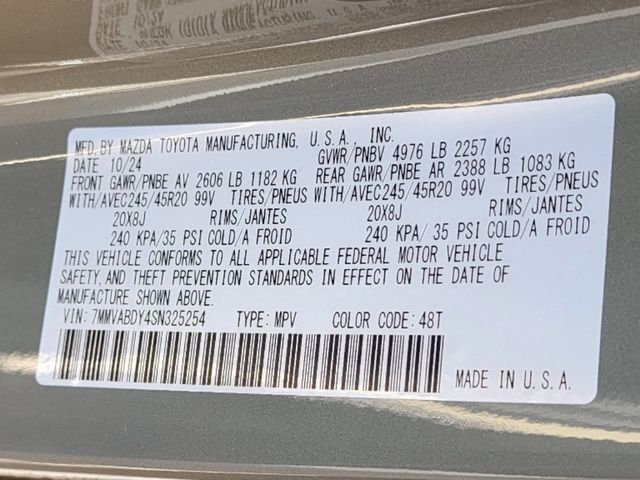 MFD. BY MAZDA TOYOTA MANUFACTURING, U.S.A. INC.
DATE 10/24 GVWR/PNBV 4976 LB 2257 KG
FRONT GAWR/PNBE AV 2606 LB 1182 KG REAR GAWR/PNBE AR 2388 LB 1083 KG
WITH/AVEC245/45R20 99V TIRES/PNEUS WITH/AVEC245/45R20 99V TIRES/PNEUS
20X8J RIMS/JANTES 20X8J RIMS/JANTES
240 KPA/35 PSI COLD/A FROID 240 KPA/ 35 PSI COLD/A FROID
THIS VEHICLE CONFORMS TO ALL APPLICABLE FEDERAL MOTOR VEHICLE
SAFETY, AND THEFT PREVENTION STANDARDS IN EFFECT ON THE DATE OF
MANUFACTURE SHOWN ABOVE.
VIN: 7MMVABDY4SN325254 TYPE: MPV COLOR CODE: 48T
MADE IN U.S.A.